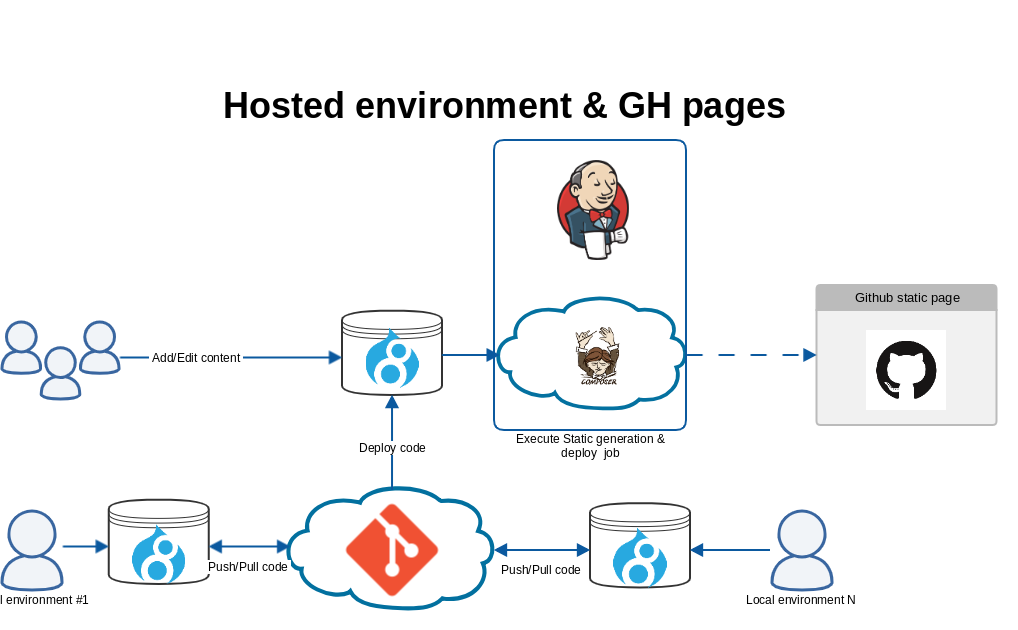 Hosted environment & GH pages
Github static page
Add/Edit content
COMPOSER
Deploy code
Execute Static generation &
deploy job
Push/Pull code
Push/Pull code
l environment #1
Local environment N